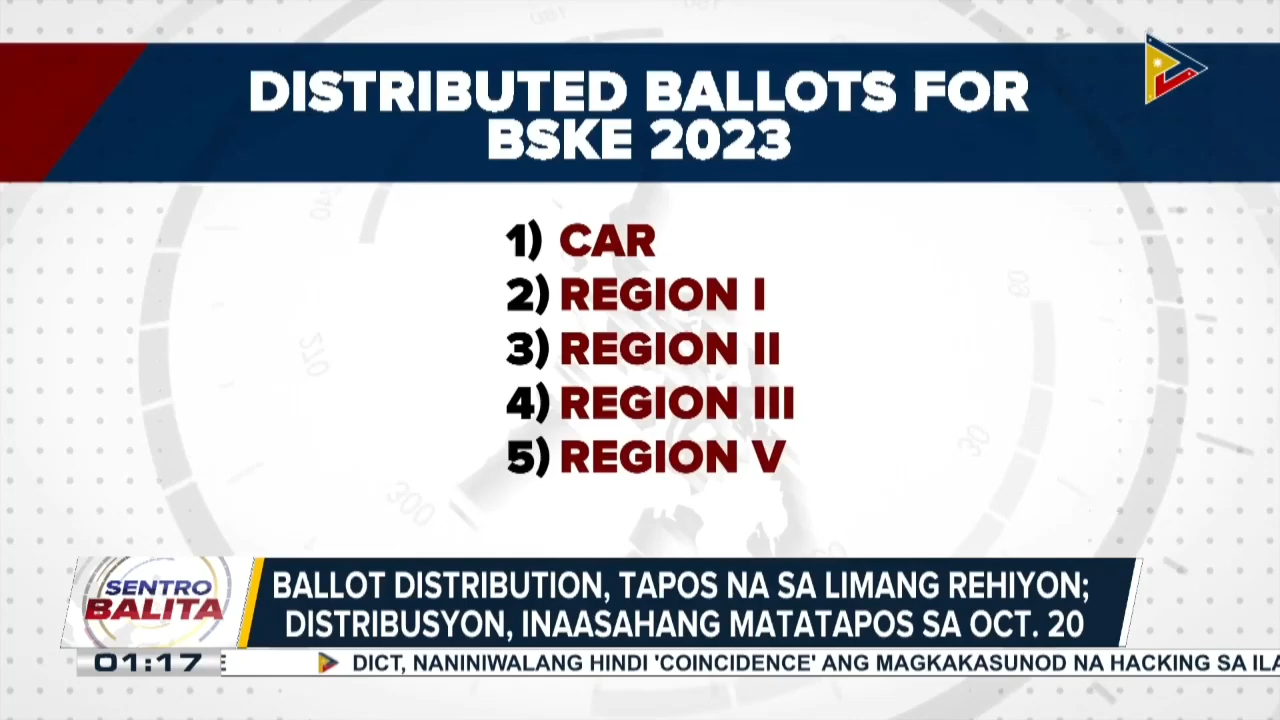 DISTRIBUTED BALLOTS FOR
BSKE 2023
1) CAR
2) REGION I
3) REGION II
4) REGION III
5) REGION V
300
30
SENTRO
BALITA
BALLOT DISTRIBUTION, TAPOS NA SA LIMANG REHIYON;
DISTRIBUSYON, INAASAHANG MATATAPOS SA OCT. 20
01:17
DICT, NANINIWALANG HINDI 'COINCIDENCE' ANG MAGKAKASUNOD NA HACKING SA ILA